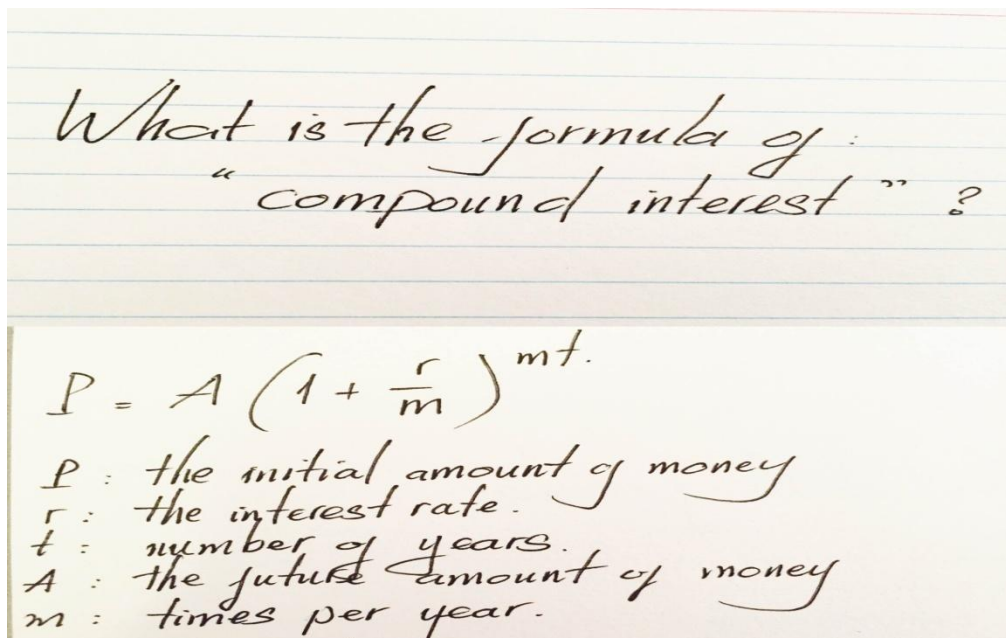 What is the formula of :
“ compound interest ” ?
P = A ( 1 + r/m ) ^ mt.
P : the initial amount of money
r : the interest rate.
t : number of years.
A : the future amount of money
m : times per year.